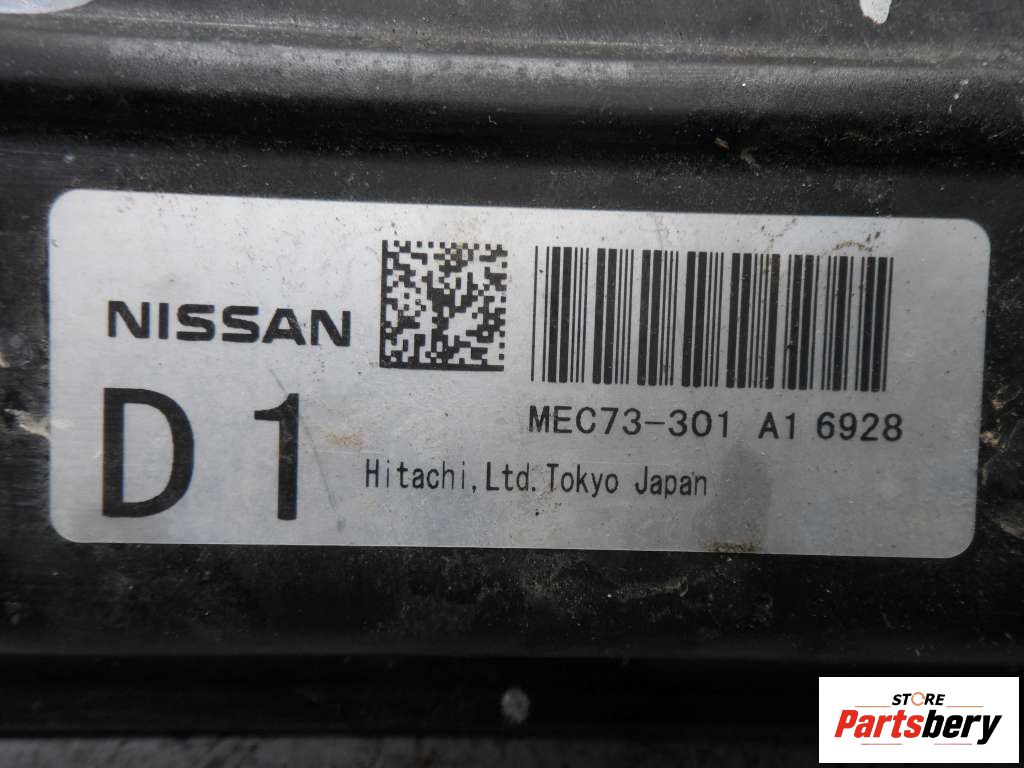 NISSAN
D1
MEC73-301 A1 6928
Hitachi,Ltd.Tokyo Japan
STORE
Partsbery